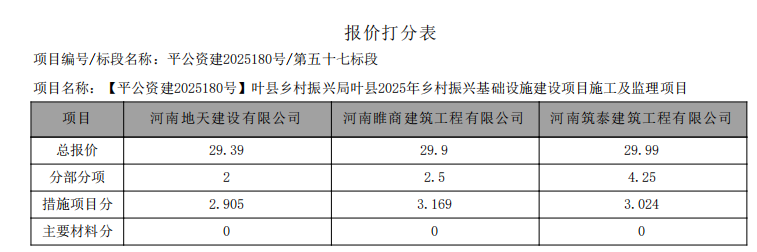 报价打分表
项目编号/标段名称：平公资建2025180号/第五十七标段
项目名称：【平公资建2025180号】叶县乡村振兴局叶县2025年乡村振兴基础设施建设项目施工及监理项目
项目 河南地天建设有限公司 河南睢商建筑工程有限公司 河南筑泰建筑工程有限公司
总报价 29.39 29.9 29.99
分部分项 2 2.5 4.25
措施项目分 2.905 3.169 3.024
主要材料分 0 0 0